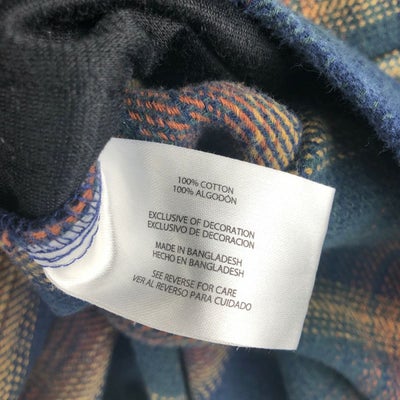 100% COTTON
100% ALGODÓN
EXCLUSIVE OF DECORATION
EXCLUSIVO DE DECORACION
MADE IN BANGLADESH
HECHO EN BANGLADESH
SEE REVERSE FOR CARE
VER AL REVERSO PARA CUIDADO